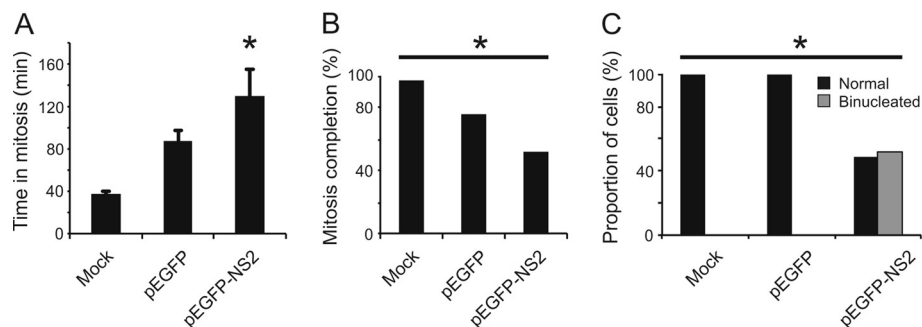 A
Time in mitosis (min)
160
120
80
40
0
*
Mock
pEGFP
pEGFP-NS2
B
Mitosis completion (%)
100
80
40
0
*
Mock
pEGFP
pEGFP-NS2
C
Proportion of cells (%)
100
80
40
0
*
Normal
Binucleated
Mock
pEGFP
pEGFP-NS2